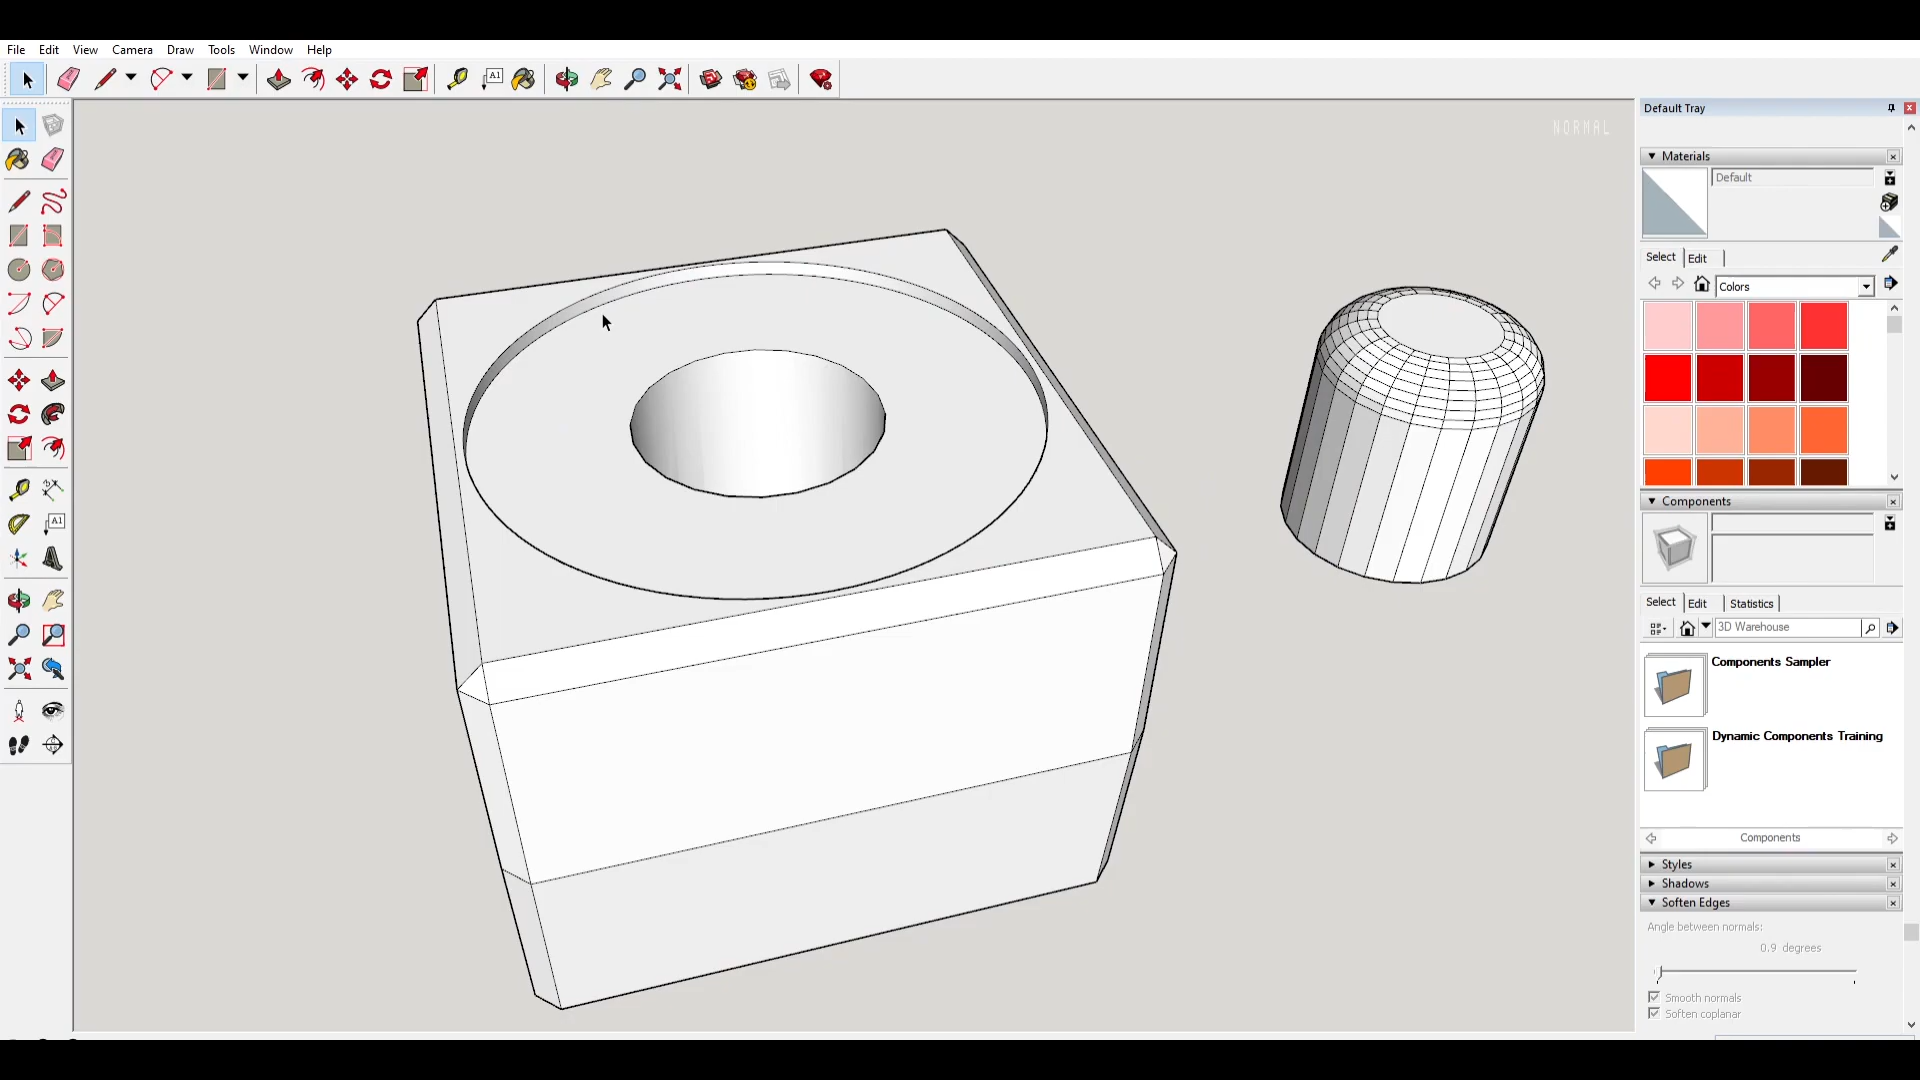 File Edit View Camera Draw Tools Window Help
A1
Default Tray
NORMAL
Materials
Default
Select Edit
Colors
Components
A1
Select Edit Statistics
3D Warehouse
Components Sampler
Dynamic Components Training
Components
Styles
Shadows
Soften Edges
Angle between normals:
0.9 degrees
Smooth normals
Soften coplanar